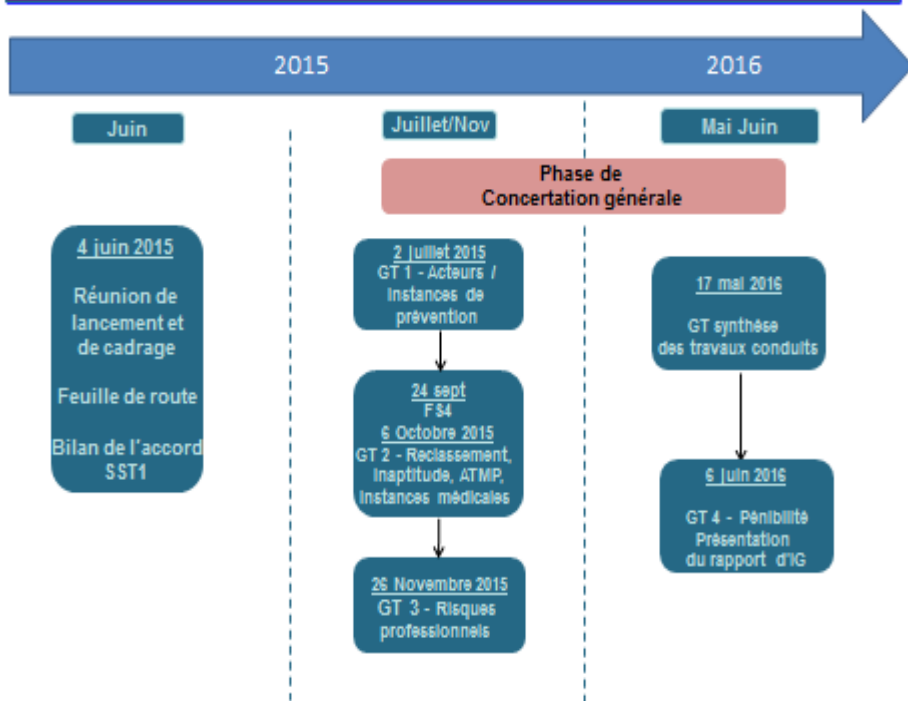 2015
2016
Juin
Juillet/Nov
Mai Juin
Phase de
Concertation générale
4 juin 2015
Réunion de
lancement et
de cadrage
Feuille de route
Bilan de l'accord
SST1
2 Juillet 2015
GT 1 - Acteurs /
Instances de
prévention
24 sept
FS4
6 Octobre 2015
GT 2 - Reclassement,
Inaptitude, ATMP,
Instances médicales
26 Novembre 2015
GT 3 - Risques
professionnels
17 mai 2016
GT synthèse
des travaux conduits
6 juin 2016
GT 4 - Pénibilité
Présentation
du rapport d'IG